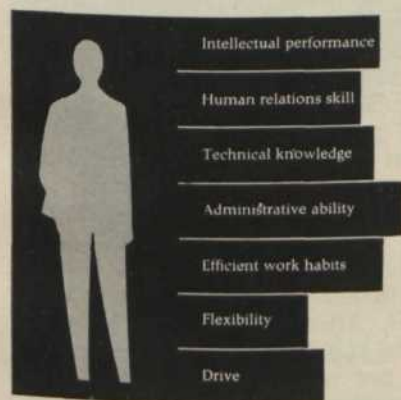 Intellectual performance
Human relations skill
Technical knowledge
Administrative ability
Efficient work habits
Flexibility
Drive